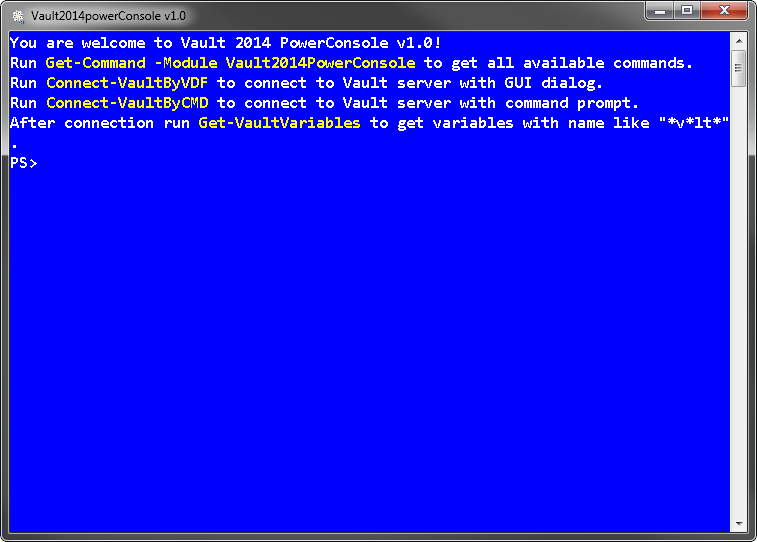 Vault2014powerConsole v1.0
You are welcome to Vault 2014 PowerConsole v1.0!
Run Get-Command -Module Vault2014PowerConsole to get all available commands.
Run Connect-VaultByVDF to connect to Vault server with GUI dialog.
Run Connect-VaultByCMD to connect to Vault server with command prompt.
After connection run Get-VaultVariables to get variables with name like "*v*lt*"
.
PS>